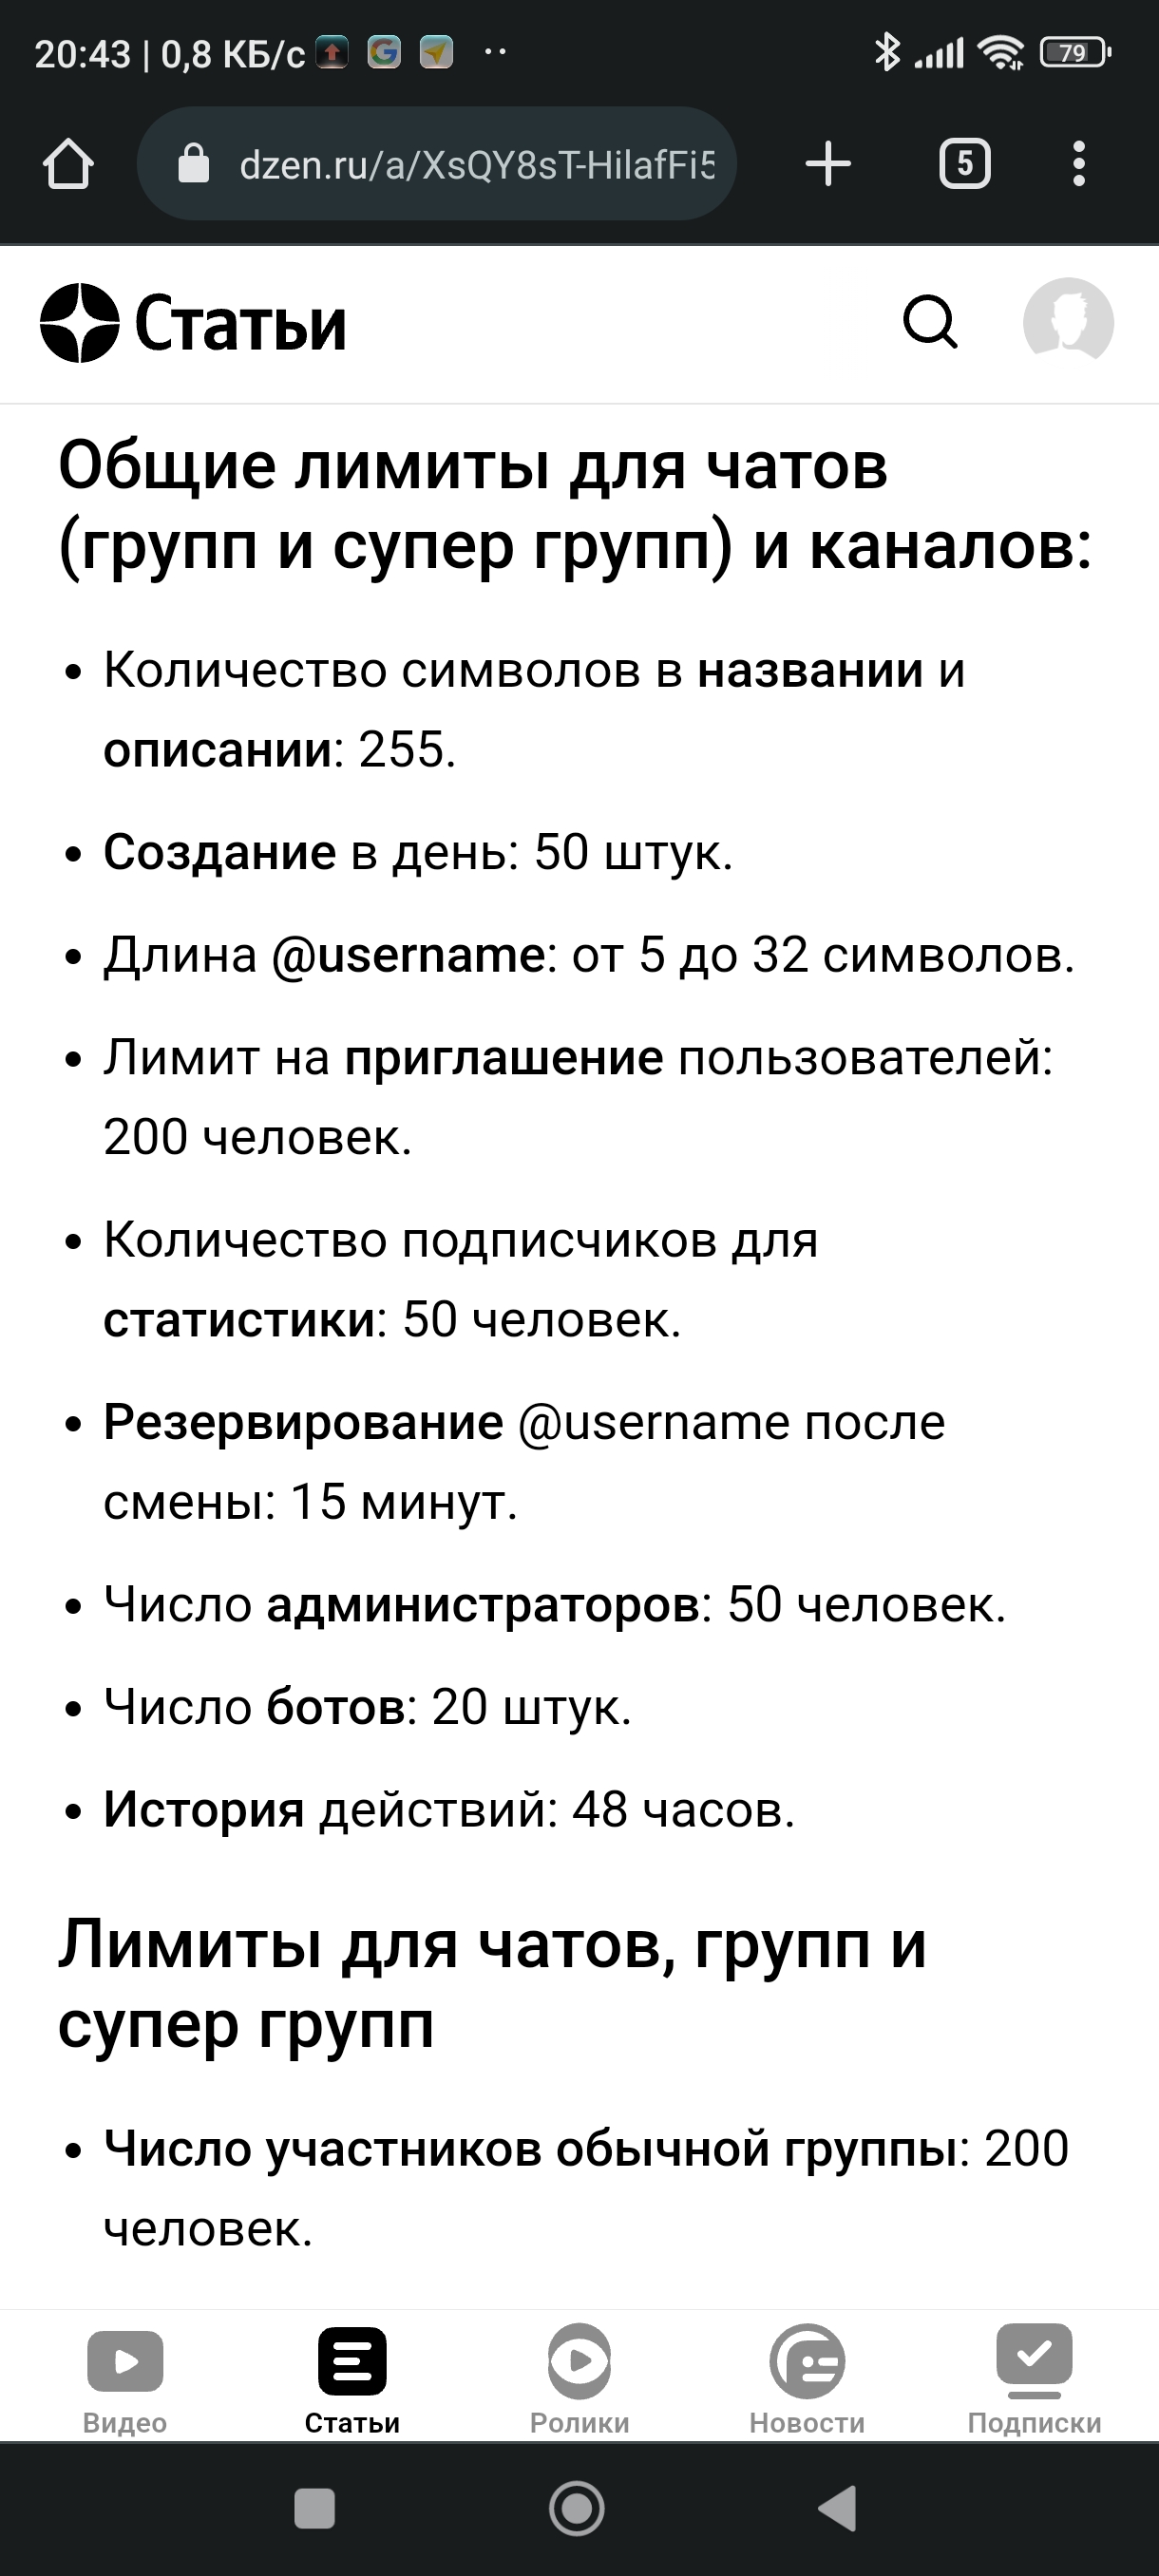 20:43 | 0,8 КБ/с
79
dzen.ru/a/XsQY8sT-HilafFi5
5
Статьи
Общие лимиты для чатов
(групп и супер групп) и каналов:
• Количество символов в названии и
описании: 255.
• Создание в день: 50 штук.
• Длина @username: от 5 до 32 символов.
• Лимит на приглашение пользователей:
200 человек.
• Количество подписчиков для
статистики: 50 человек.
• Резервирование @username после
смены: 15 минут.
• Число администраторов: 50 человек.
• Число ботов: 20 штук.
• История действий: 48 часов.
Лимиты для чатов, групп и
супер групп
• Число участников обычной группы: 200
человек.
Видео
Статьи
Ролики
Новости
Подписки